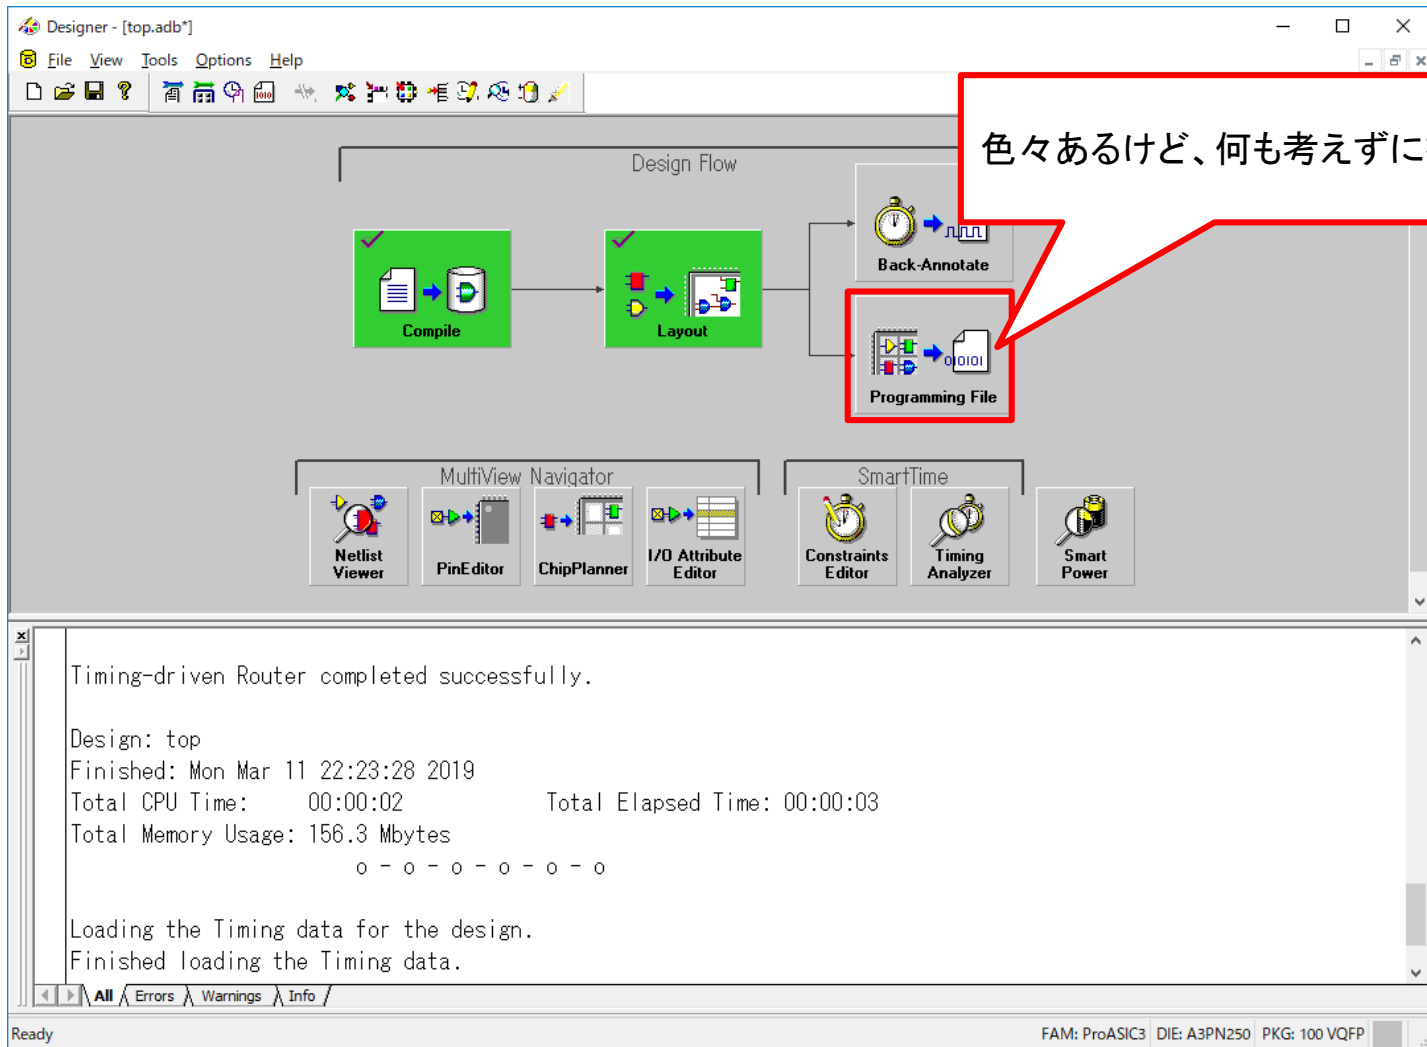 Designer - [top.adb*]
File View Tools Options Help
色々あるけど、何も考えずに
Design Flow
Compile
Layout
Back-Annotate
Programming File
MultiView Navigator
SmartTime
Netlist Viewer
PinEditor
ChipPlanner
I/O Attribute Editor
Constraints Editor
Timing Analyzer
Smart Power
Timing-driven Router completed successfully.
Design: top
Finished: Mon Mar 11 22:23:28 2019
Total CPU Time: 00:00:02 Total Elapsed Time: 00:00:03
Total Memory Usage: 156.3 Mbytes
o - o - o - o - o - o
Loading the Timing data for the design.
Finished loading the Timing data.
All Errors Warnings Info
Ready FAM: ProASIC3 DIE: A3PN250 PKG: 100 VQFP